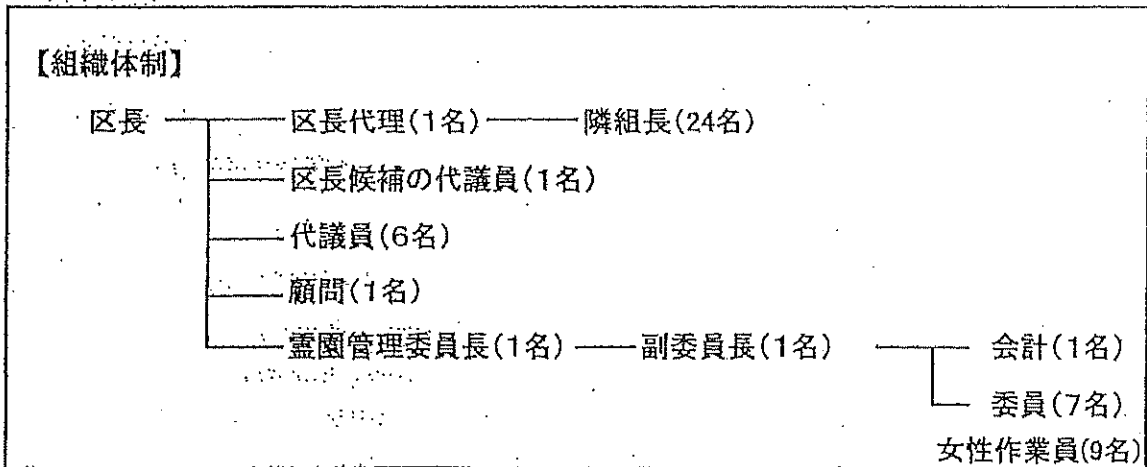 【組織体制】
区長 区長代理(1名) 隣組長(24名)
区長候補の代議員(1名)
代議員(6名)
顧問(1名)
霊園管理委員長(1名) 副委員長(1名) 会計(1名)
委員(7名)
女性作業員(9名)